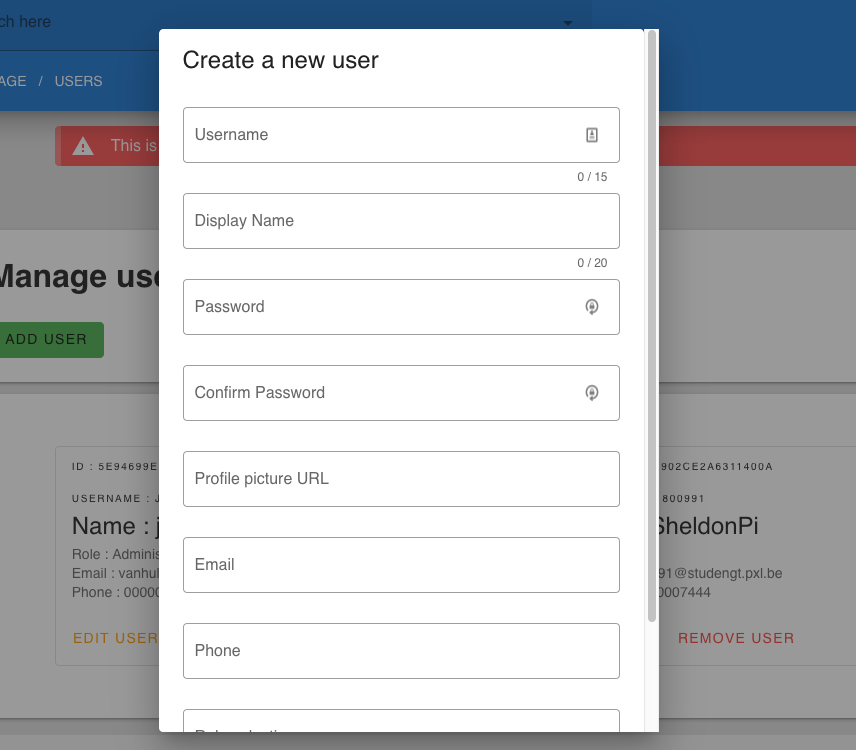 ch here
AGE / USERS
This is
Manage use
ADD USER
Create a new user
Username
0 / 15
Display Name
0 / 20
Password
Confirm Password
Profile picture URL
Email
Phone
ID : 5E94699E
USERNAME : J
Name : j
Role : Adminis
Email : vanhul
Phone : 00000
EDIT USER
902CE2A6311400A
800991
SheldonPi
91@studengt.pxl.be
0007444
REMOVE USER